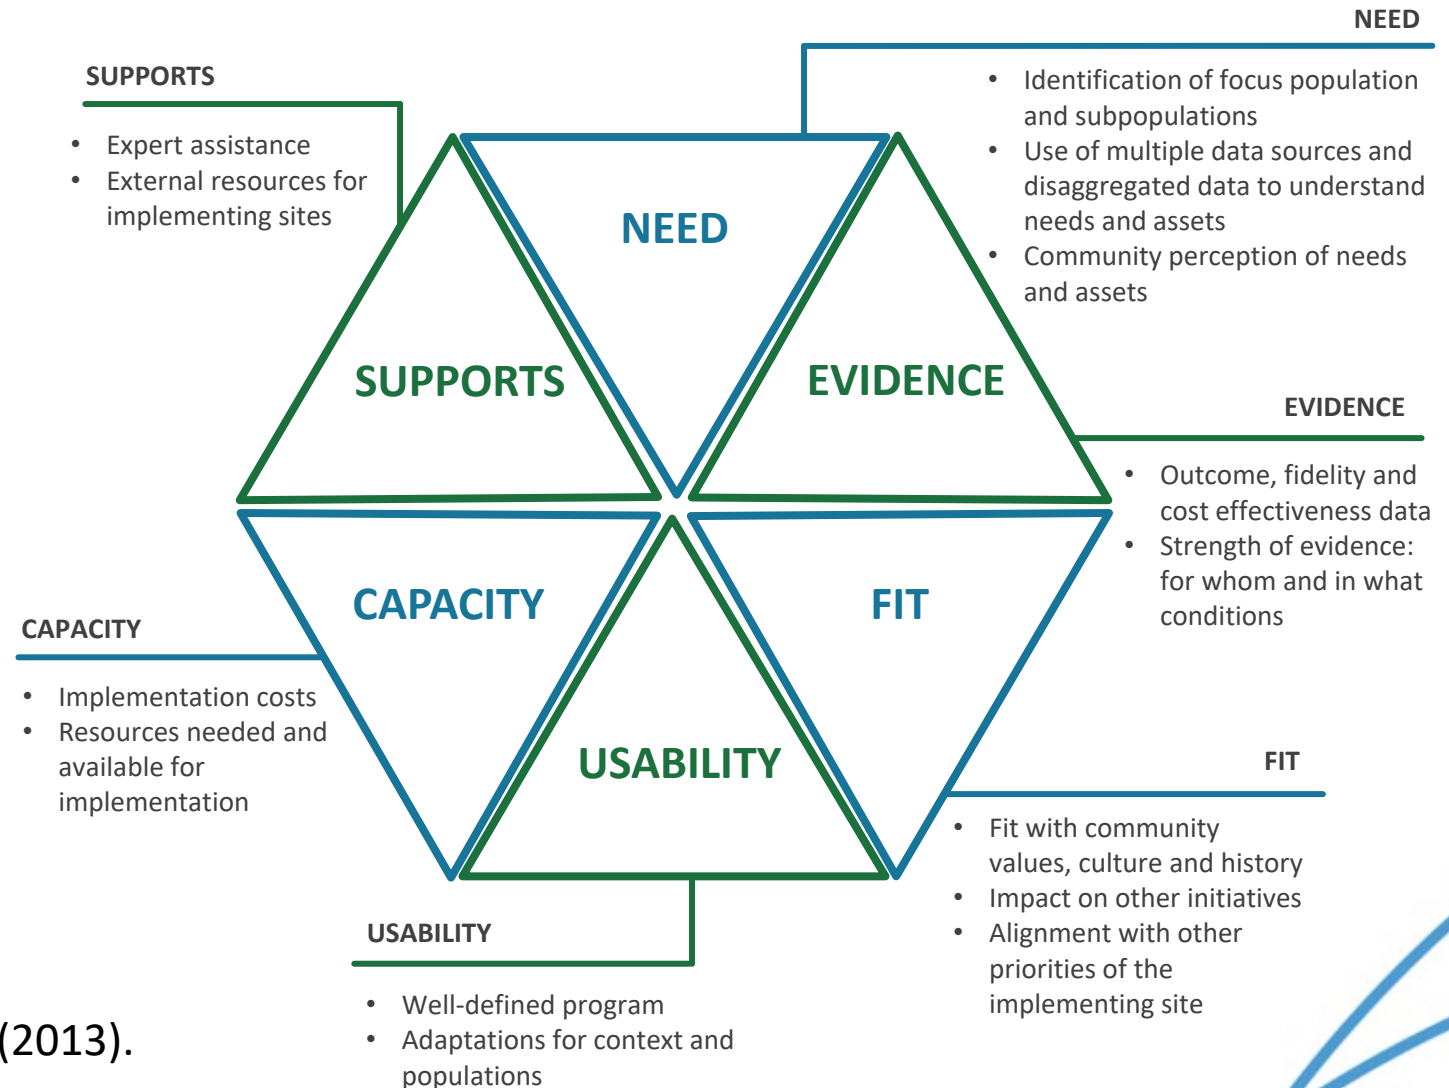 NEED
• Identification of focus population
and subpopulations
• Use of multiple data sources and
disaggregated data to understand
needs and assets
• Community perception of needs
and assets
SUPPORTS
• Expert assistance
• External resources for
implementing sites
NEED
SUPPORTS
EVIDENCE
EVIDENCE
• Outcome, fidelity and
cost effectiveness data
• Strength of evidence:
for whom and in what
conditions
CAPACITY
FIT
CAPACITY
• Implementation costs
• Resources needed and
available for
implementation
USABILITY
FIT
• Fit with community
values, culture and history
• Impact on other initiatives
• Alignment with other
priorities of the
implementing site
USABILITY
• Well-defined program
• Adaptations for context and
populations
(2013).